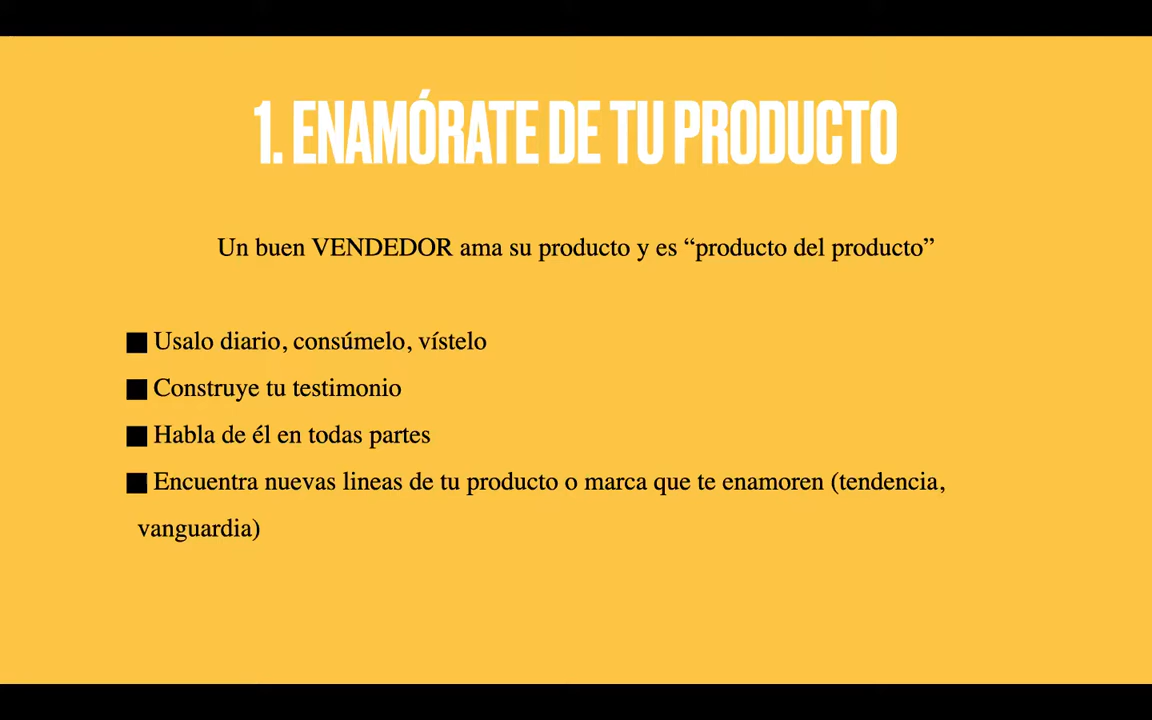 1. ENAMÓRATE DE TU PRODUCTO
Un buen VENDEDOR ama su producto y es “producto del producto”
■ Usalo diario, consúmelo, vístelo
■ Construye tu testimonio
■ Habla de él en todas partes
■ Encuentra nuevas lineas de tu producto o marca que te enamoren (tendencia,
vanguardia)